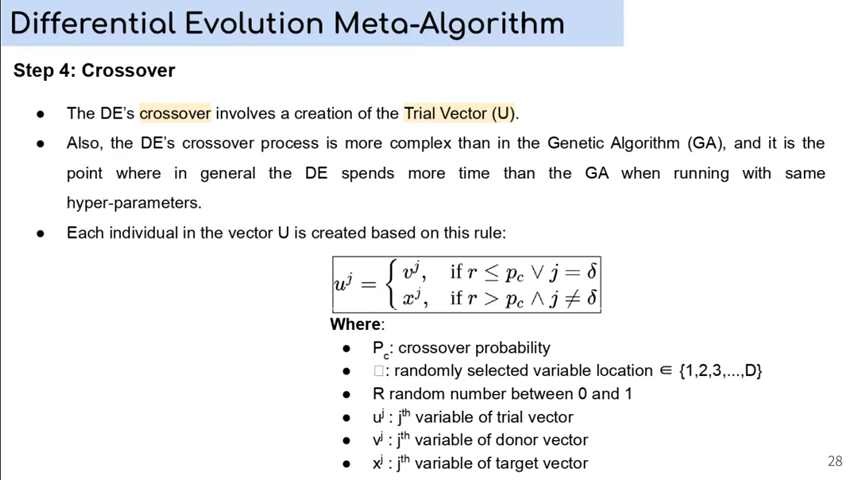 Differential Evolution Meta-Algorithm
Step 4: Crossover
● The DE's crossover involves a creation of the Trial Vector (U).
● Also, the DE's crossover process is more complex than in the Genetic Algorithm (GA), and it is the
point where in general the DE spends more time than the GA when running with same
hyper-parameters.
● Each individual in the vector U is created based on this rule:
u^j = { v^j, if r ≤ p_c ∨ j = δ
x^j, if r > p_c ∧ j ≠ δ
Where:
● P_c: crossover probability
● □: randomly selected variable location ∈ {1,2,3,...,D}
● R random number between 0 and 1
● u^j : j^th variable of trial vector
● v^j : j^th variable of donor vector
● x^j : j^th variable of target vector
28